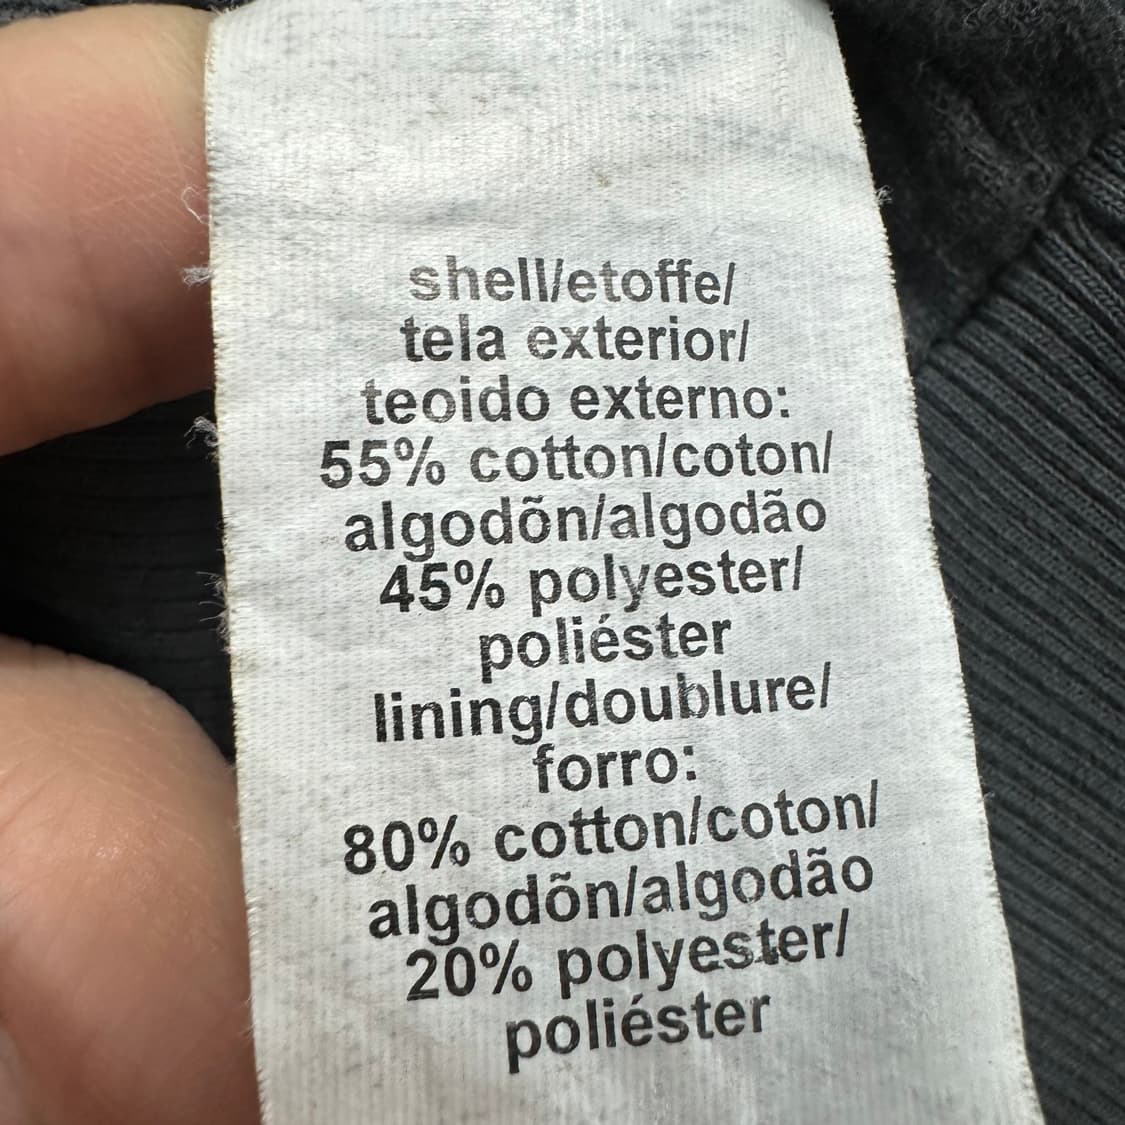 shell/etoffe/
tela exterior/
teoido externo:
55% cotton/coton/
algodõn/algodão
45% polyester/
poliéster
lining/doublure/
forro:
80% cotton/coton/
algodõn/algodão
20% polyester/
poliéster